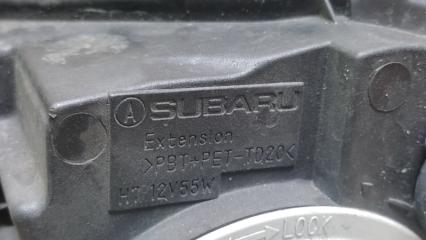 A SUBARU
Extension
>PBT+PET-TD20<
H7 12V55W
LOCK